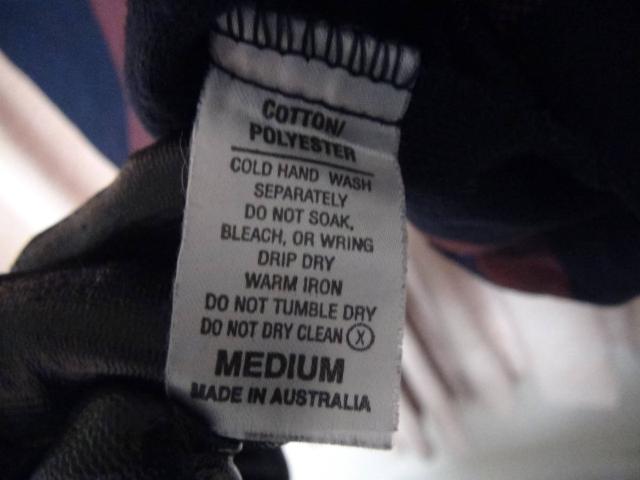 COTTON/
POLYESTER
COLD HAND WASH
SEPARATELY
DO NOT SOAK,
BLEACH, OR WRING
DRIP DRY
WARM IRON
DO NOT TUMBLE DRY
DO NOT DRY CLEAN X
MEDIUM
MADE IN AUSTRALIA